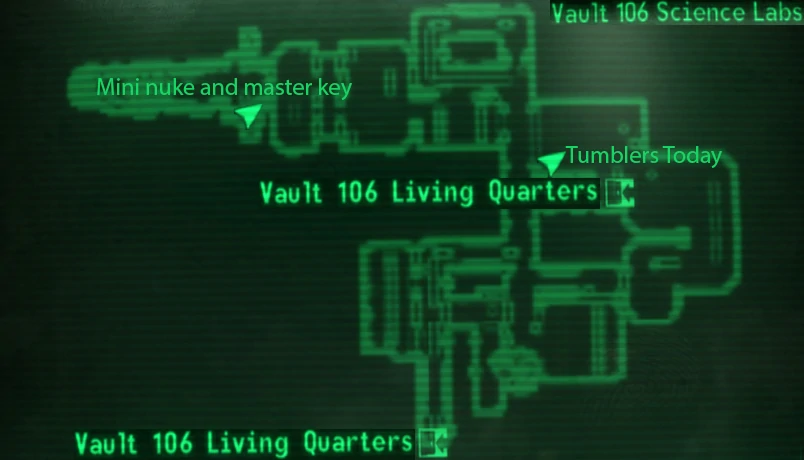 Vault 106 Science Labs
Mini nuke and master key
Tumblers Today
Vault 106 Living Quarters
Vault 106 Living Quarters